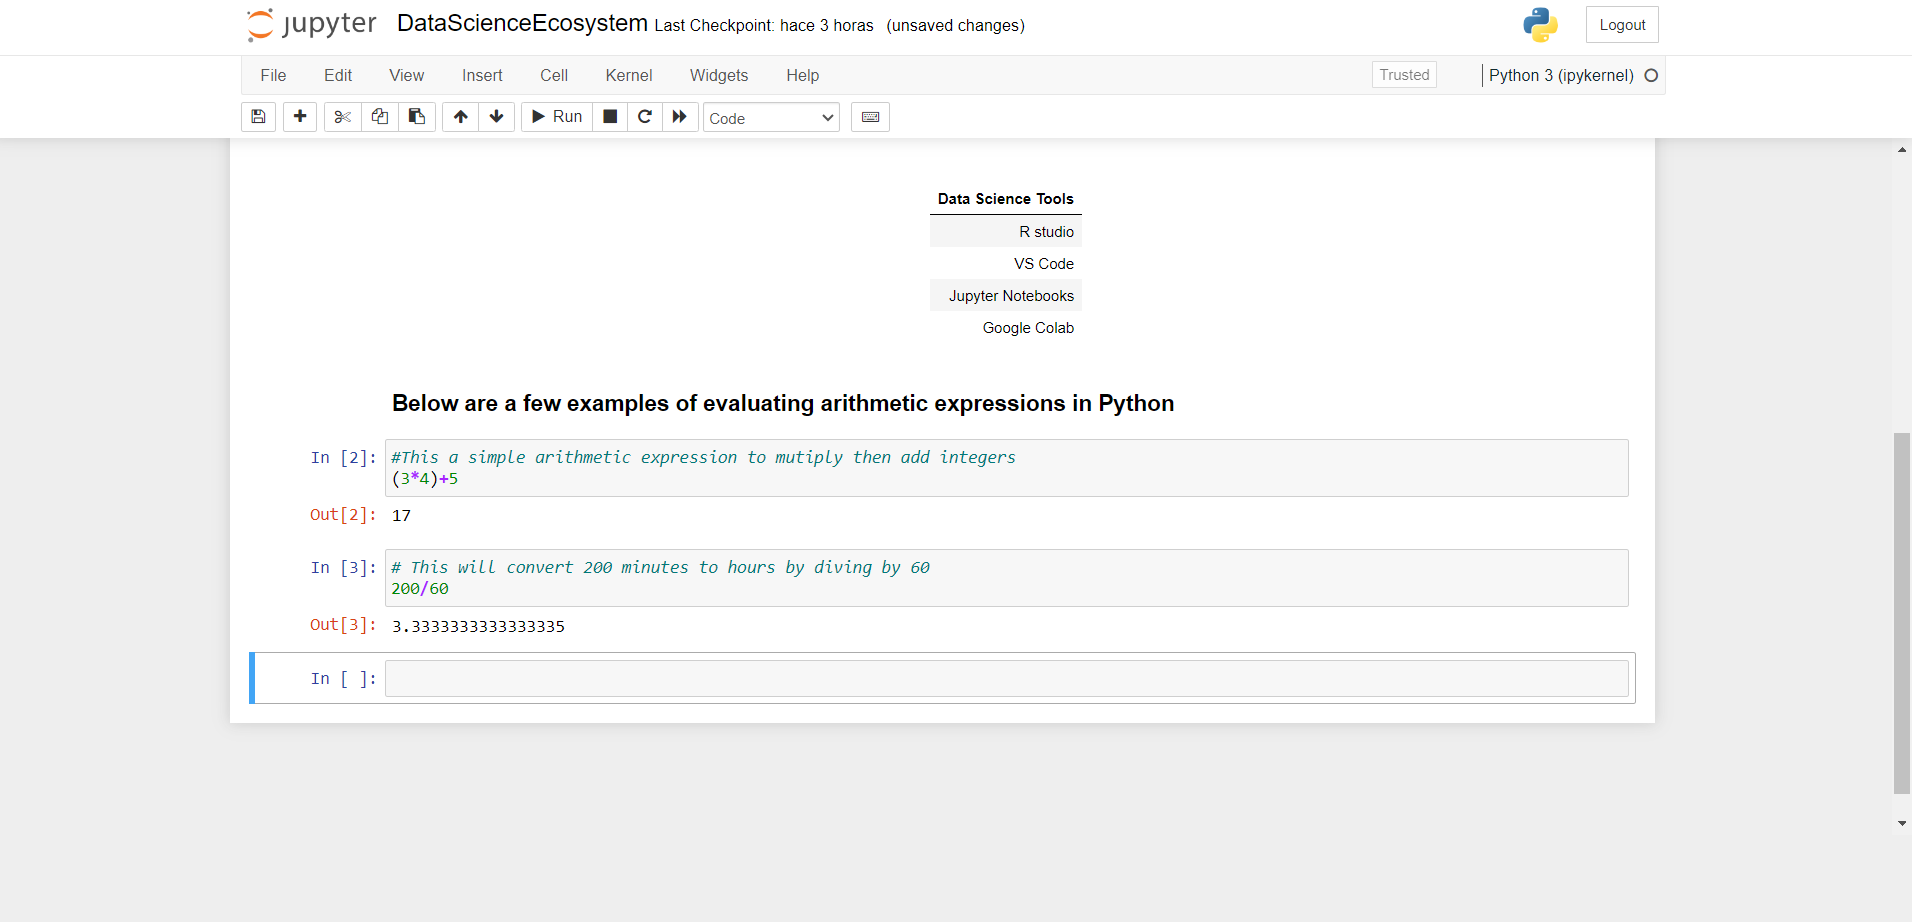 jupyter DataScienceEcosystem Last Checkpoint: hace 3 horas (unsaved changes) Logout
File Edit View Insert Cell Kernel Widgets Help Trusted Python 3 (ipykernel)
Run Code
Data Science Tools
R studio
VS Code
Jupyter Notebooks
Google Colab
Below are a few examples of evaluating arithmetic expressions in Python
In [2]: #This a simple arithmetic expression to mutiply then add integers
(3*4)+5
Out[2]: 17
In [3]: # This will convert 200 minutes to hours by diving by 60
200/60
Out[3]: 3.3333333333333335
In [ ]: